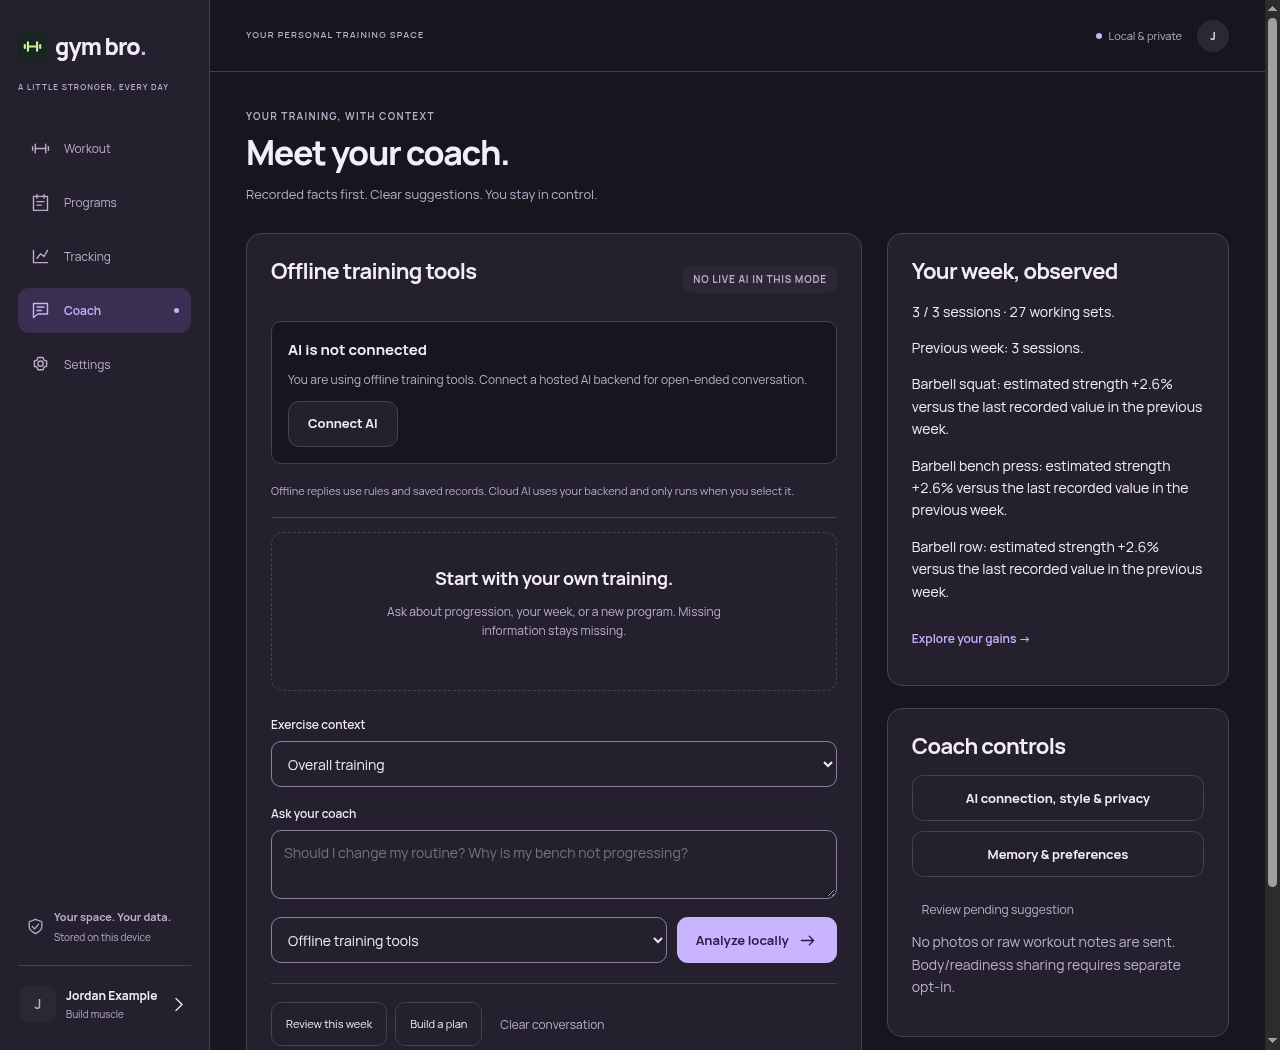 gym bro.
A LITTLE STRONGER, EVERY DAY
Workout
Programs
Tracking
Coach
Settings
Your space. Your data.
Stored on this device
J
Jordan Example
Build muscle
YOUR PERSONAL TRAINING SPACE
Local & private
J
YOUR TRAINING, WITH CONTEXT
Meet your coach.
Recorded facts first. Clear suggestions. You stay in control.
Offline training tools
NO LIVE AI IN THIS MODE
AI is not connected
You are using offline training tools. Connect a hosted AI backend for open-ended conversation.
Connect AI
Offline replies use rules and saved records. Cloud AI uses your backend and only runs when you select it.
Start with your own training.
Ask about progression, your week, or a new program. Missing
information stays missing.
Exercise context
Overall training
Ask your coach
Should I change my routine? Why is my bench not progressing?
Offline training tools
Analyze locally →
Review this week
Build a plan
Clear conversation
Your week, observed
3 / 3 sessions · 27 working sets.
Previous week: 3 sessions.
Barbell squat: estimated strength +2.6%
versus the last recorded value in the previous
week.
Barbell bench press: estimated strength
+2.6% versus the last recorded value in the
previous week.
Barbell row: estimated strength +2.6%
versus the last recorded value in the previous
week.
Explore your gains →
Coach controls
AI connection, style & privacy
Memory & preferences
Review pending suggestion
No photos or raw workout notes are sent.
Body/readiness sharing requires separate
opt-in.